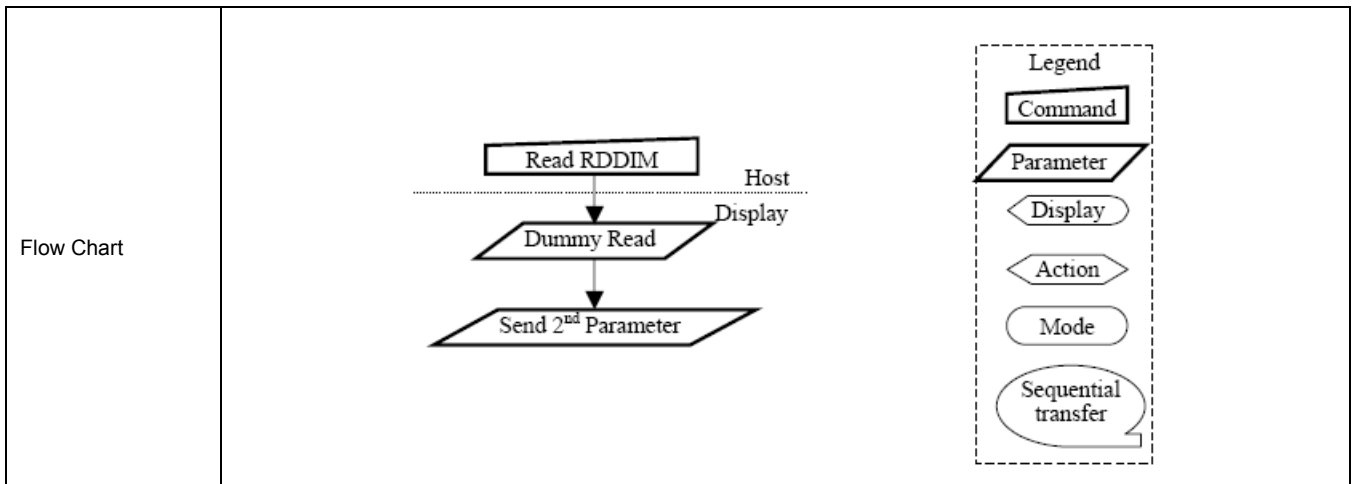 Flow Chart
Read RDDIM
Host
Display
Dummy Read
Send 2nd Parameter
Legend
Command
Parameter
Display
Action
Mode
Sequential
transfer